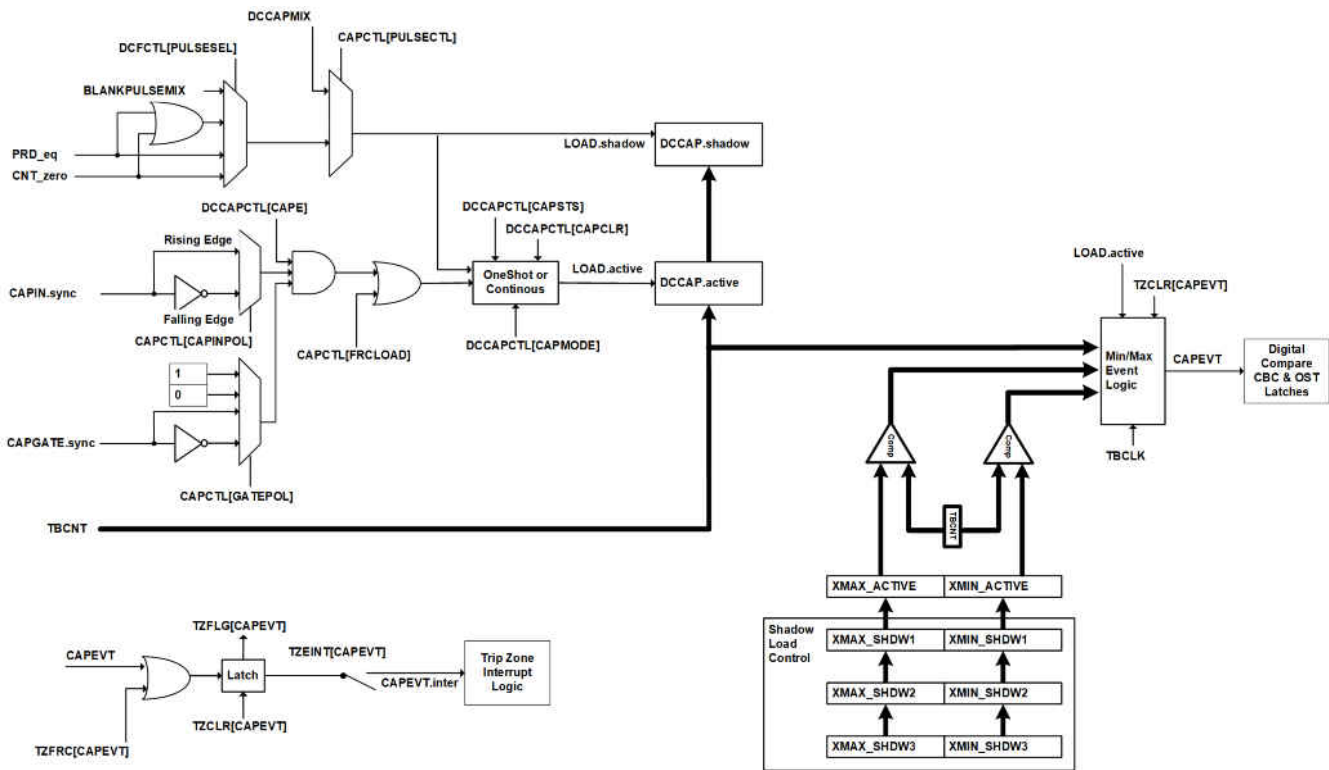 DCCAPMIX
CAPCTL[PULSECTL]
DCFCTL[PULSESEL]
BLANKPULSEMIX
PRD_eq
CNT_zero
LOAD.shadow
DCCAP.shadow
DCCAPCTL[CAPE]
DCCAPCTL[CAPSTS]
DCCAPCTL[CAPCLR]
Rising Edge
CAPIN.sync
Falling Edge
CAPCTL[CAPINPOL]
OneShot or
Continous
LOAD.active
DCCAP.active
CAPCTL[FRCLOAD]
DCCAPCTL[CAPMODE]
1
0
CAPGATE.sync
CAPCTL[GATEPOL]
TBCNT
LOAD.active
TZCLR[CAPEVT]
Min/Max
Event
Logic
CAPEVT
Digital
Compare
CBC & OST
Latches
TBCLK
Comp
Comp
TBCNT
XMAX_ACTIVE
XMIN_ACTIVE
Shadow
Load
Control
XMAX_SHDW1
XMIN_SHDW1
XMAX_SHDW2
XMIN_SHDW2
XMAX_SHDW3
XMIN_SHDW3
TZFLG[CAPEVT]
CAPEVT
Latch
TZEINT[CAPEVT]
CAPEVT.inter
Trip Zone
Interrupt
Logic
TZCLR[CAPEVT]
TZFRC[CAPEVT]